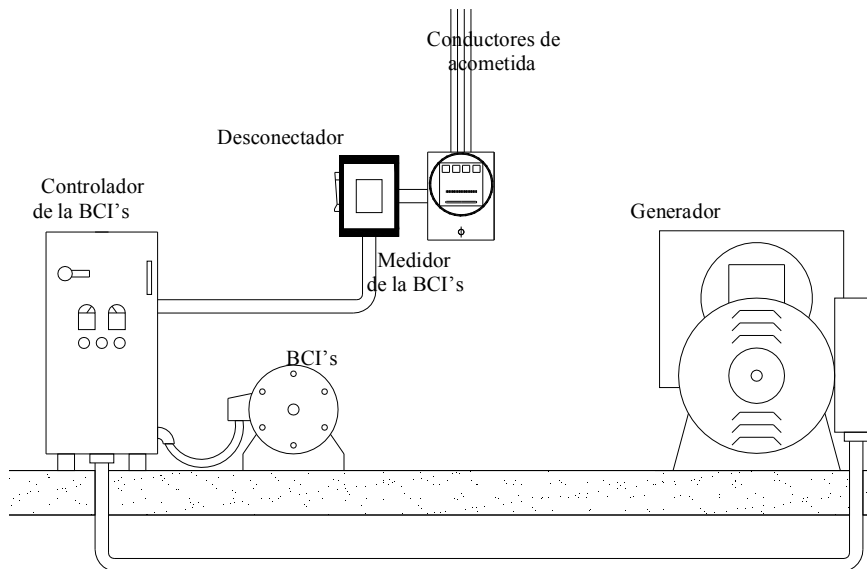 Conductores de
acometida
Desconectador
Controlador
de la BCI's
Generador
Medidor
de la BCI's
BCI's